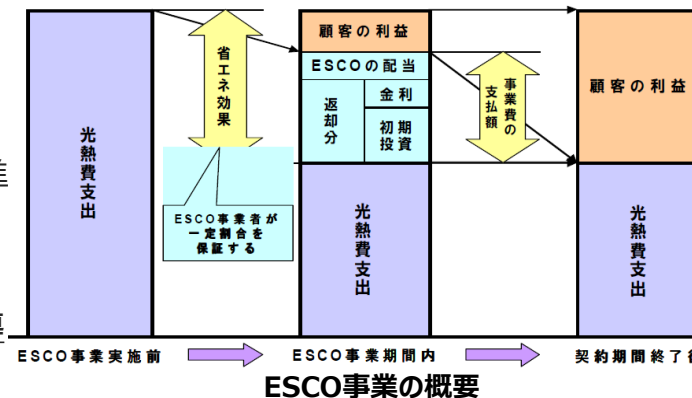 光熱費支出
省エネ効果
ESCO事業者が
一定割合を
保証する
顧客の利益
ESCOの配当
返却分
金利
初期
投資
光熱費支出
事業費の
支払額
顧客の利益
光熱費支出
ESCO事業実施前
ESCO事業期間内
契約期間終了後
ESCO事業の概要